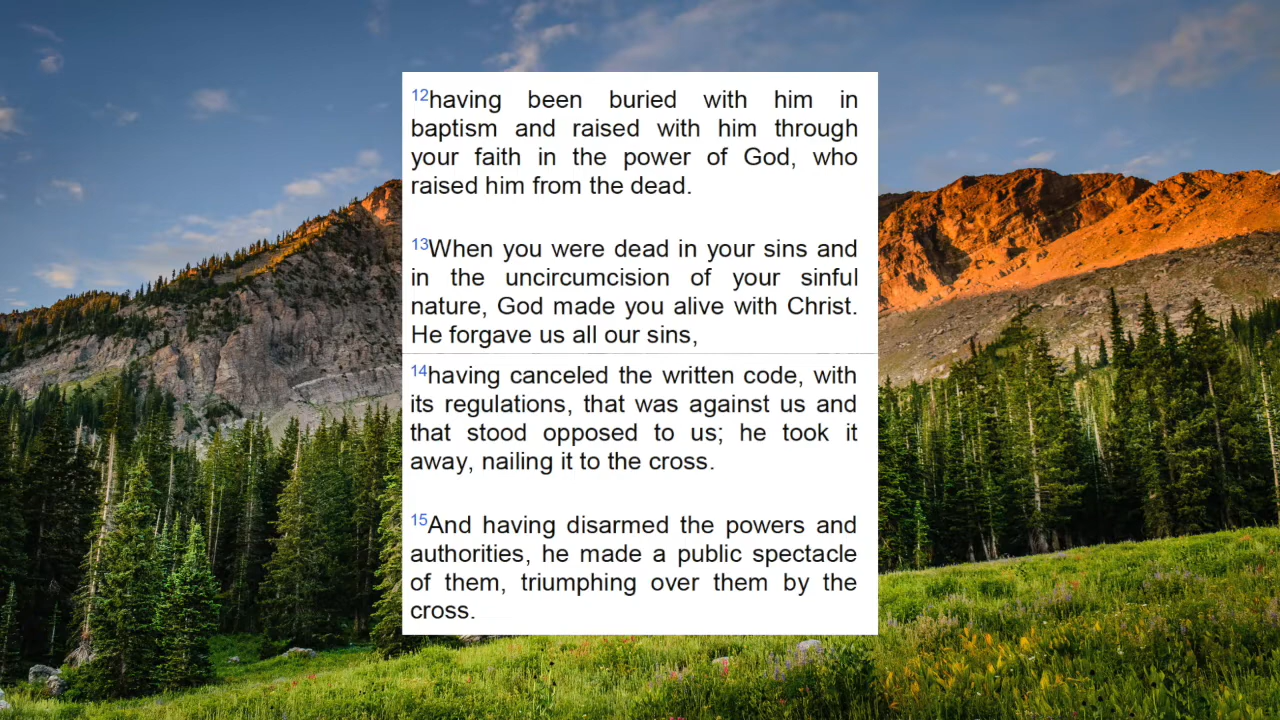 12having been buried with him in
baptism and raised with him through
your faith in the power of God, who
raised him from the dead.
13When you were dead in your sins and
in the uncircumcision of your sinful
nature, God made you alive with Christ.
He forgave us all our sins,
14having canceled the written code, with
its regulations, that was against us and
that stood opposed to us; he took it
away, nailing it to the cross.
15And having disarmed the powers and
authorities, he made a public spectacle
of them, triumphing over them by the
cross.